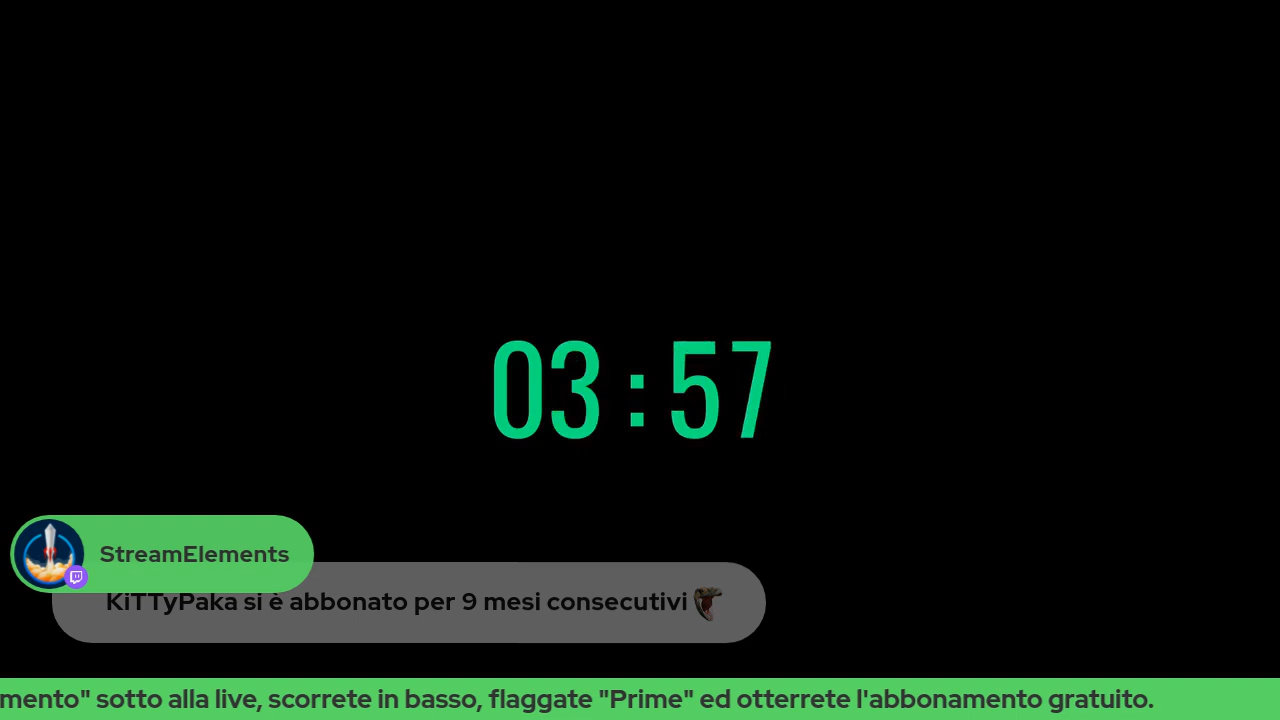 03:57
StreamElements
KiTTyPaka si è abbonato per 9 mesi consecutivi
mento" sotto alla live, scorrete in basso, flaggate "Prime" ed otterrete l'abbonamento gratuito.